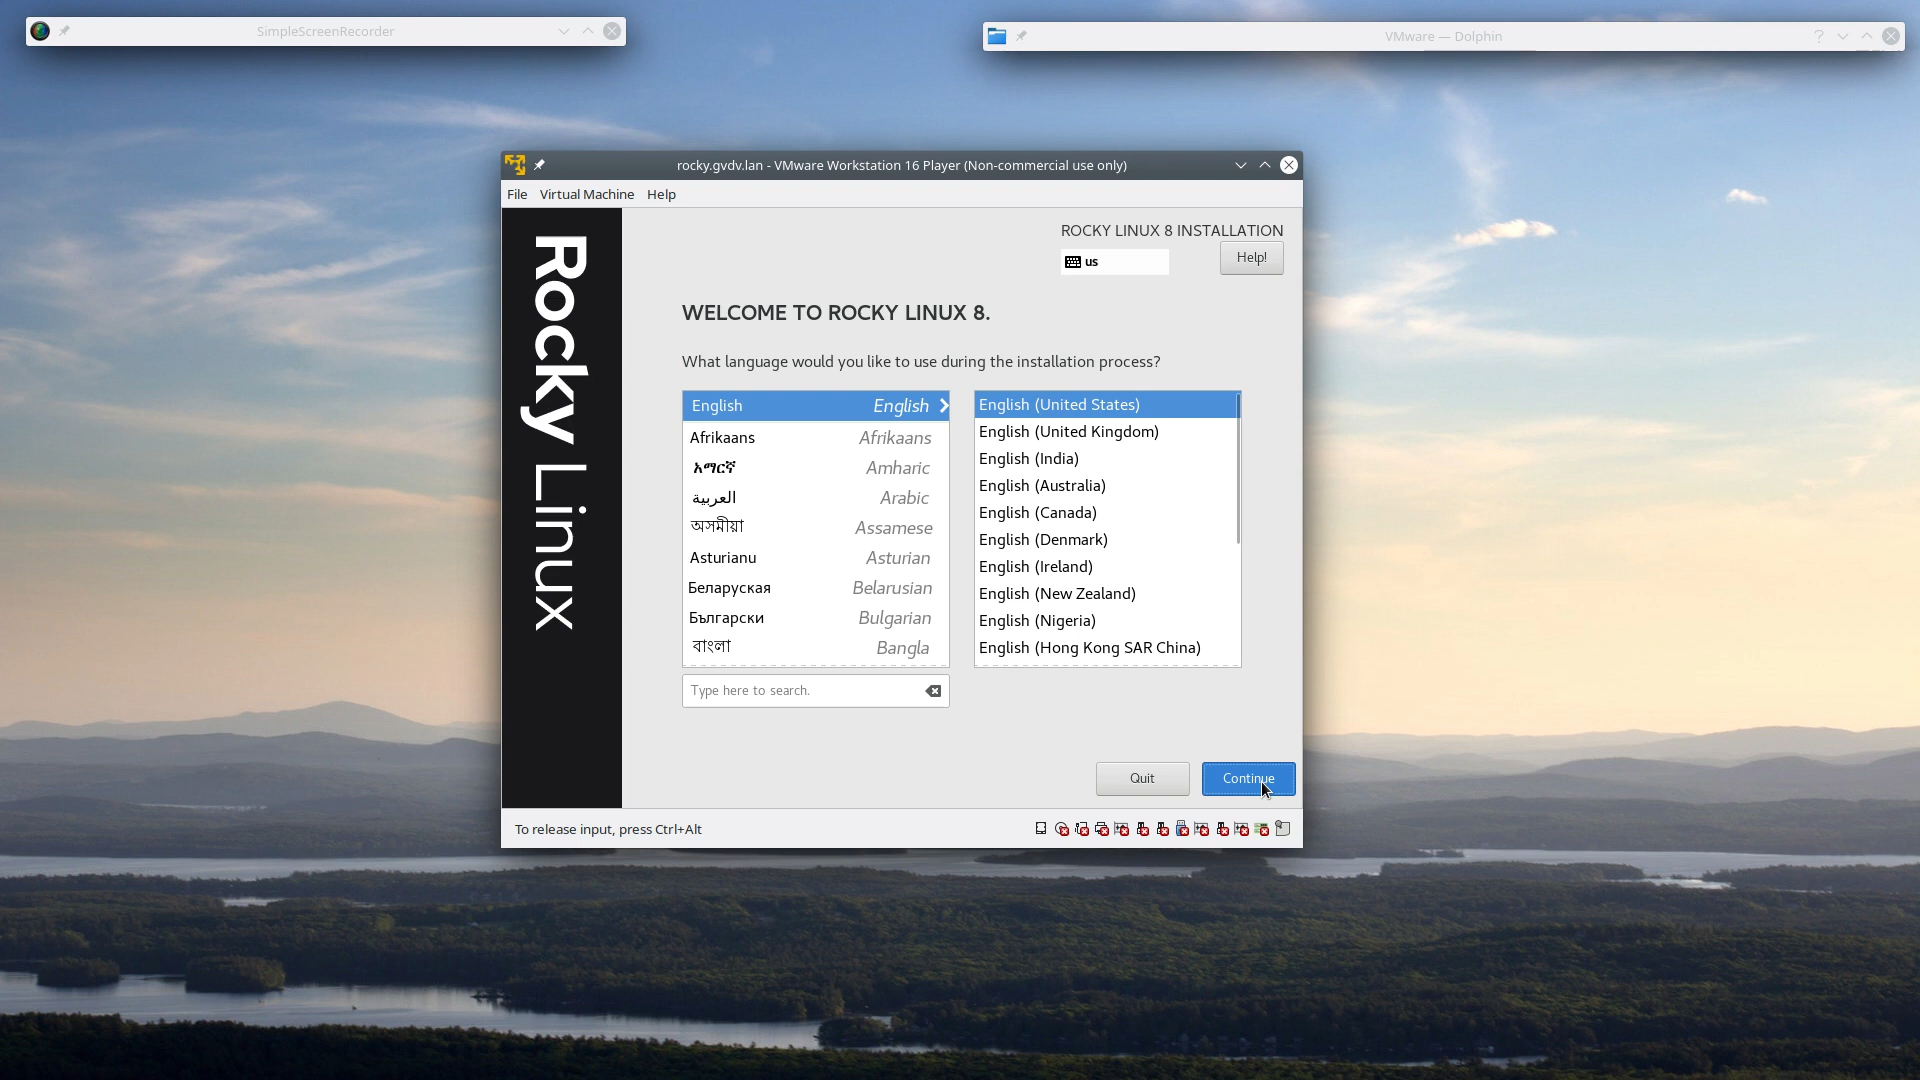 SimpleScreenRecorder
VMware — Dolphin
rocky.gvdv.lan - VMware Workstation 16 Player (Non-commercial use only)
File Virtual Machine Help
Rocky Linux
ROCKY LINUX 8 INSTALLATION
us
Help!
WELCOME TO ROCKY LINUX 8.
What language would you like to use during the installation process?
English English
Afrikaans Afrikaans
አማርኛ Amharic
العربية Arabic
অসমীয়া Assamese
Asturianu Asturian
Беларуская Belarusian
Български Bulgarian
বাংলা Bangla
Type here to search.
English (United States)
English (United Kingdom)
English (India)
English (Australia)
English (Canada)
English (Denmark)
English (Ireland)
English (New Zealand)
English (Nigeria)
English (Hong Kong SAR China)
Quit
Continue
To release input, press Ctrl+Alt